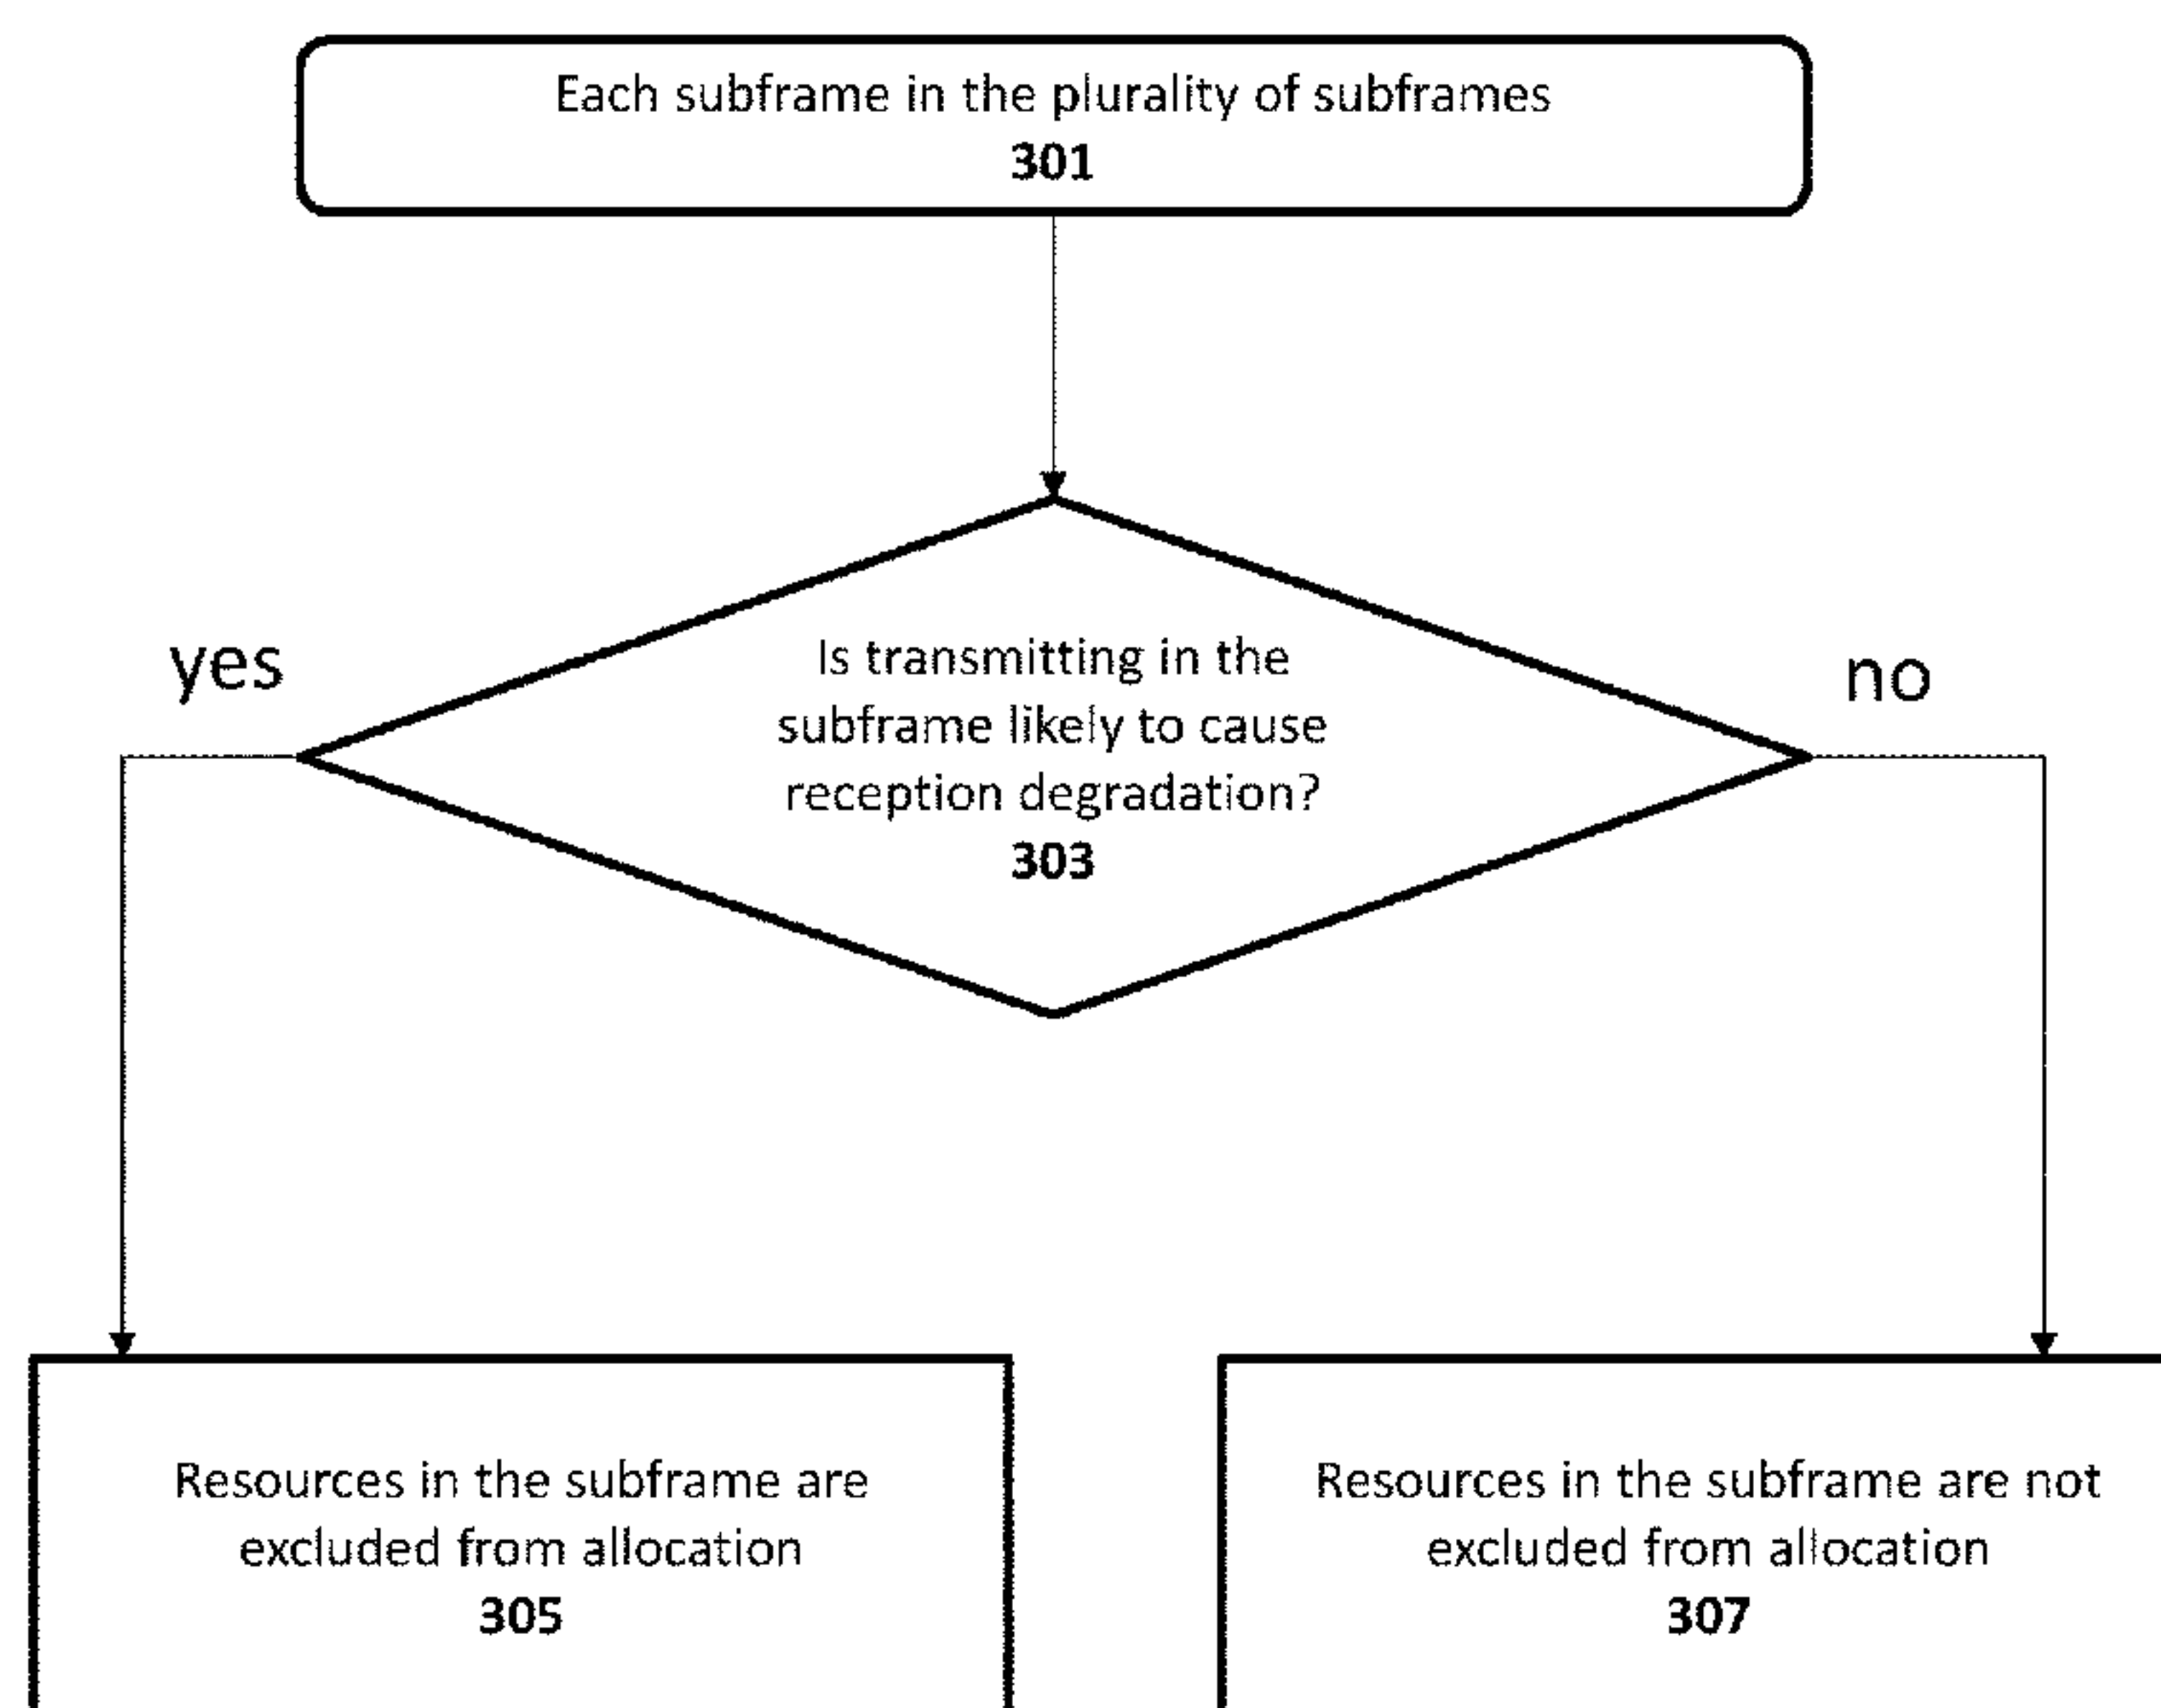 Each subframe in the plurality of subframes
301
yes
no
Is transmitting in the
subframe likely to cause
reception degradation?
303
Resources in the subframe are
excluded from allocation
305
Resources in the subframe are not
excluded from allocation
307